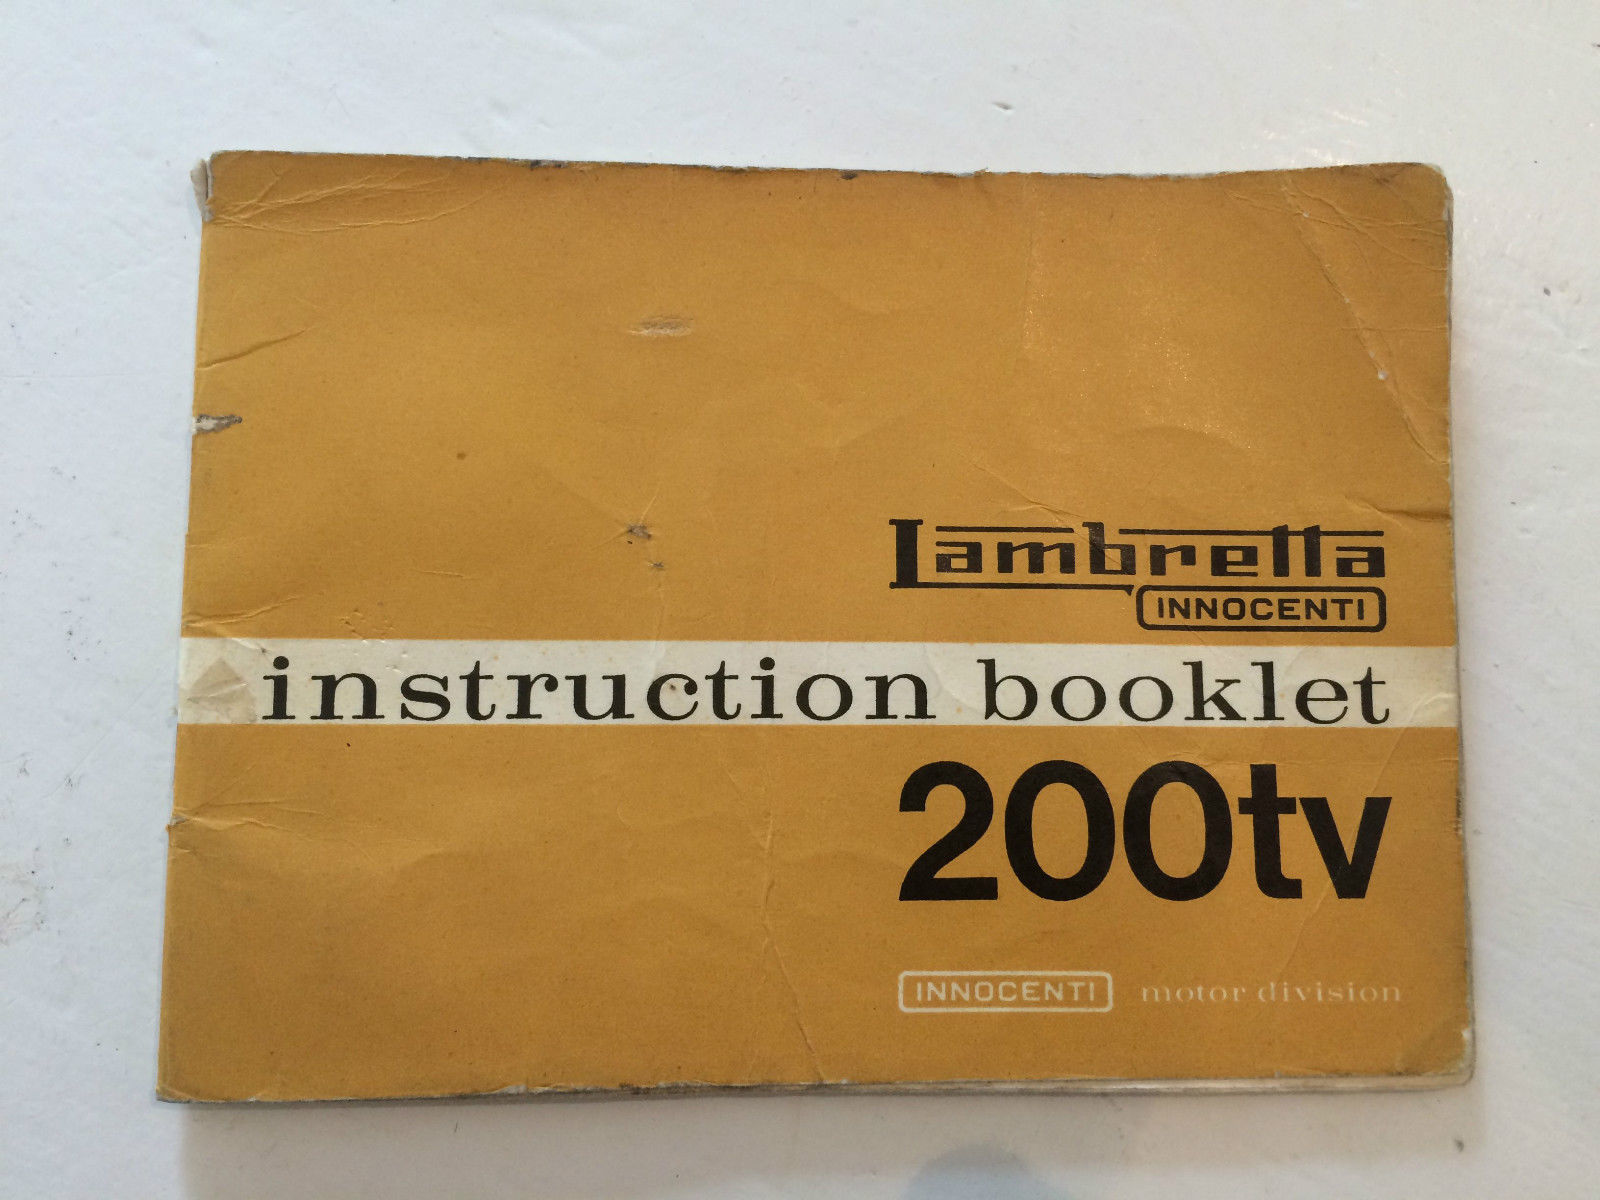 Lambretta
INNOCENTI
instruction booklet
200tv
INNOCENTI motor division